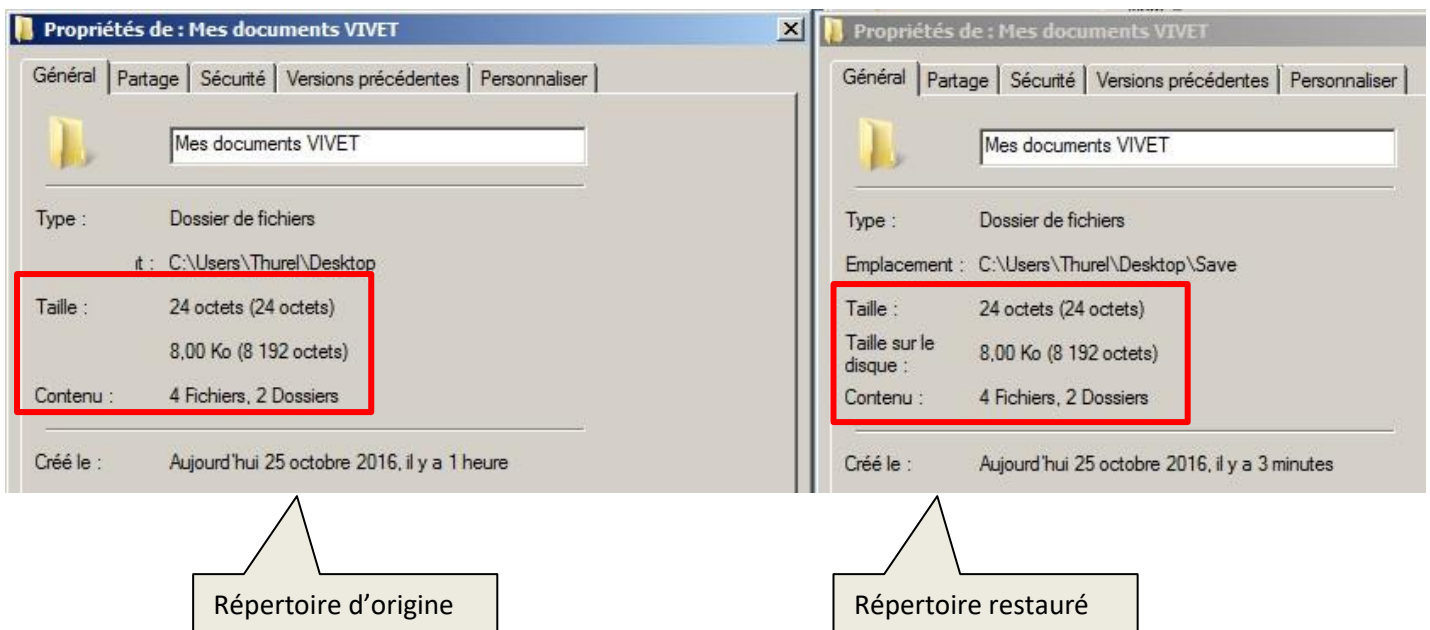 Propriétés de : Mes documents VIVET
Général Partage Sécurité Versions précédentes Personnaliser
Mes documents VIVET
Type : Dossier de fichiers
t : C:\Users\Thurel\Desktop
Taille : 24 octets (24 octets)
8,00 Ko (8 192 octets)
Contenu : 4 Fichiers, 2 Dossiers
Créé le : Aujourd'hui 25 octobre 2016, il y a 1 heure
Répertoire d’origine
Propriétés de : Mes documents VIVET
Général Partage Sécurité Versions précédentes Personnaliser
Mes documents VIVET
Type : Dossier de fichiers
Emplacement : C:\Users\Thurel\Desktop\Save
Taille : 24 octets (24 octets)
Taille sur le
disque : 8,00 Ko (8 192 octets)
Contenu : 4 Fichiers, 2 Dossiers
Créé le : Aujourd'hui 25 octobre 2016, il y a 3 minutes
Répertoire restauré